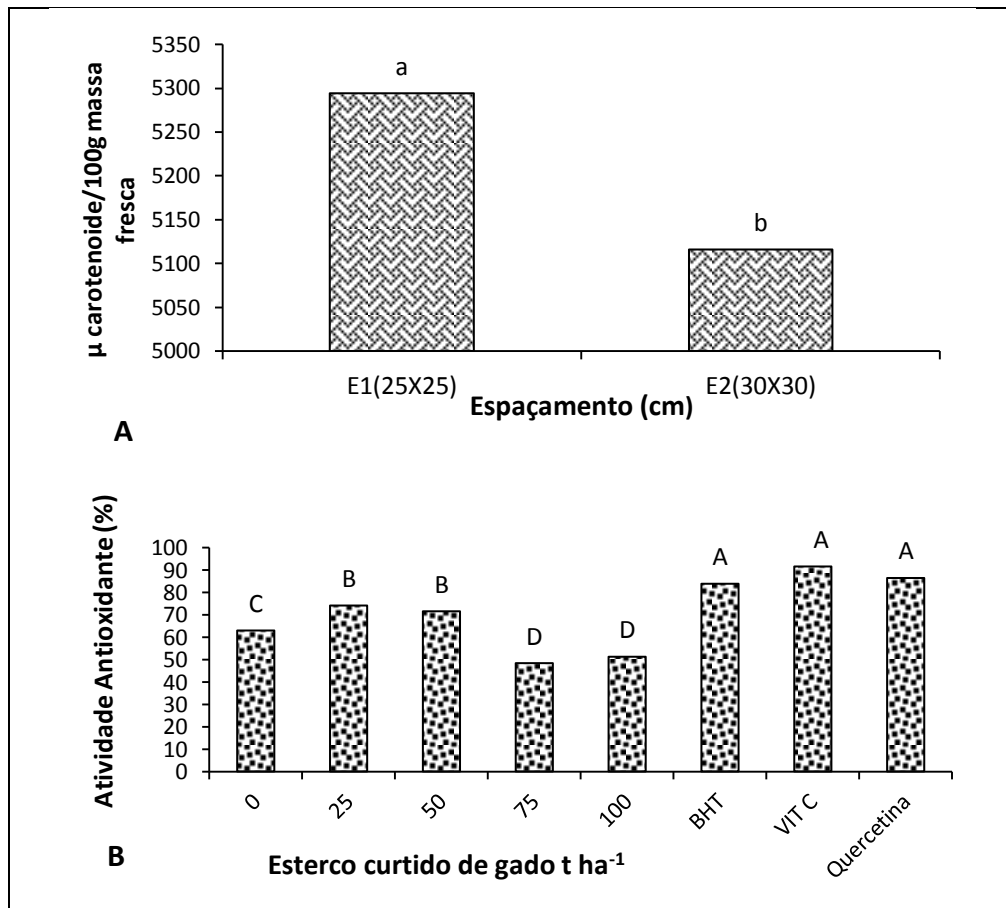 µ carotenoide/100g massa
fresca
5350
5300
5250
5200
5150
5100
5050
5000
a
b
E1(25X25)
E2(30X30)
Espaçamento (cm)
A
Atividade Antioxidante (%)
100
90
80
70
60
50
40
30
20
10
0
C
B
B
D
D
A
A
A
0
25
50
75
100
BHT
VIT C
Quercetina
Esterco curtido de gado t ha⁻¹
B